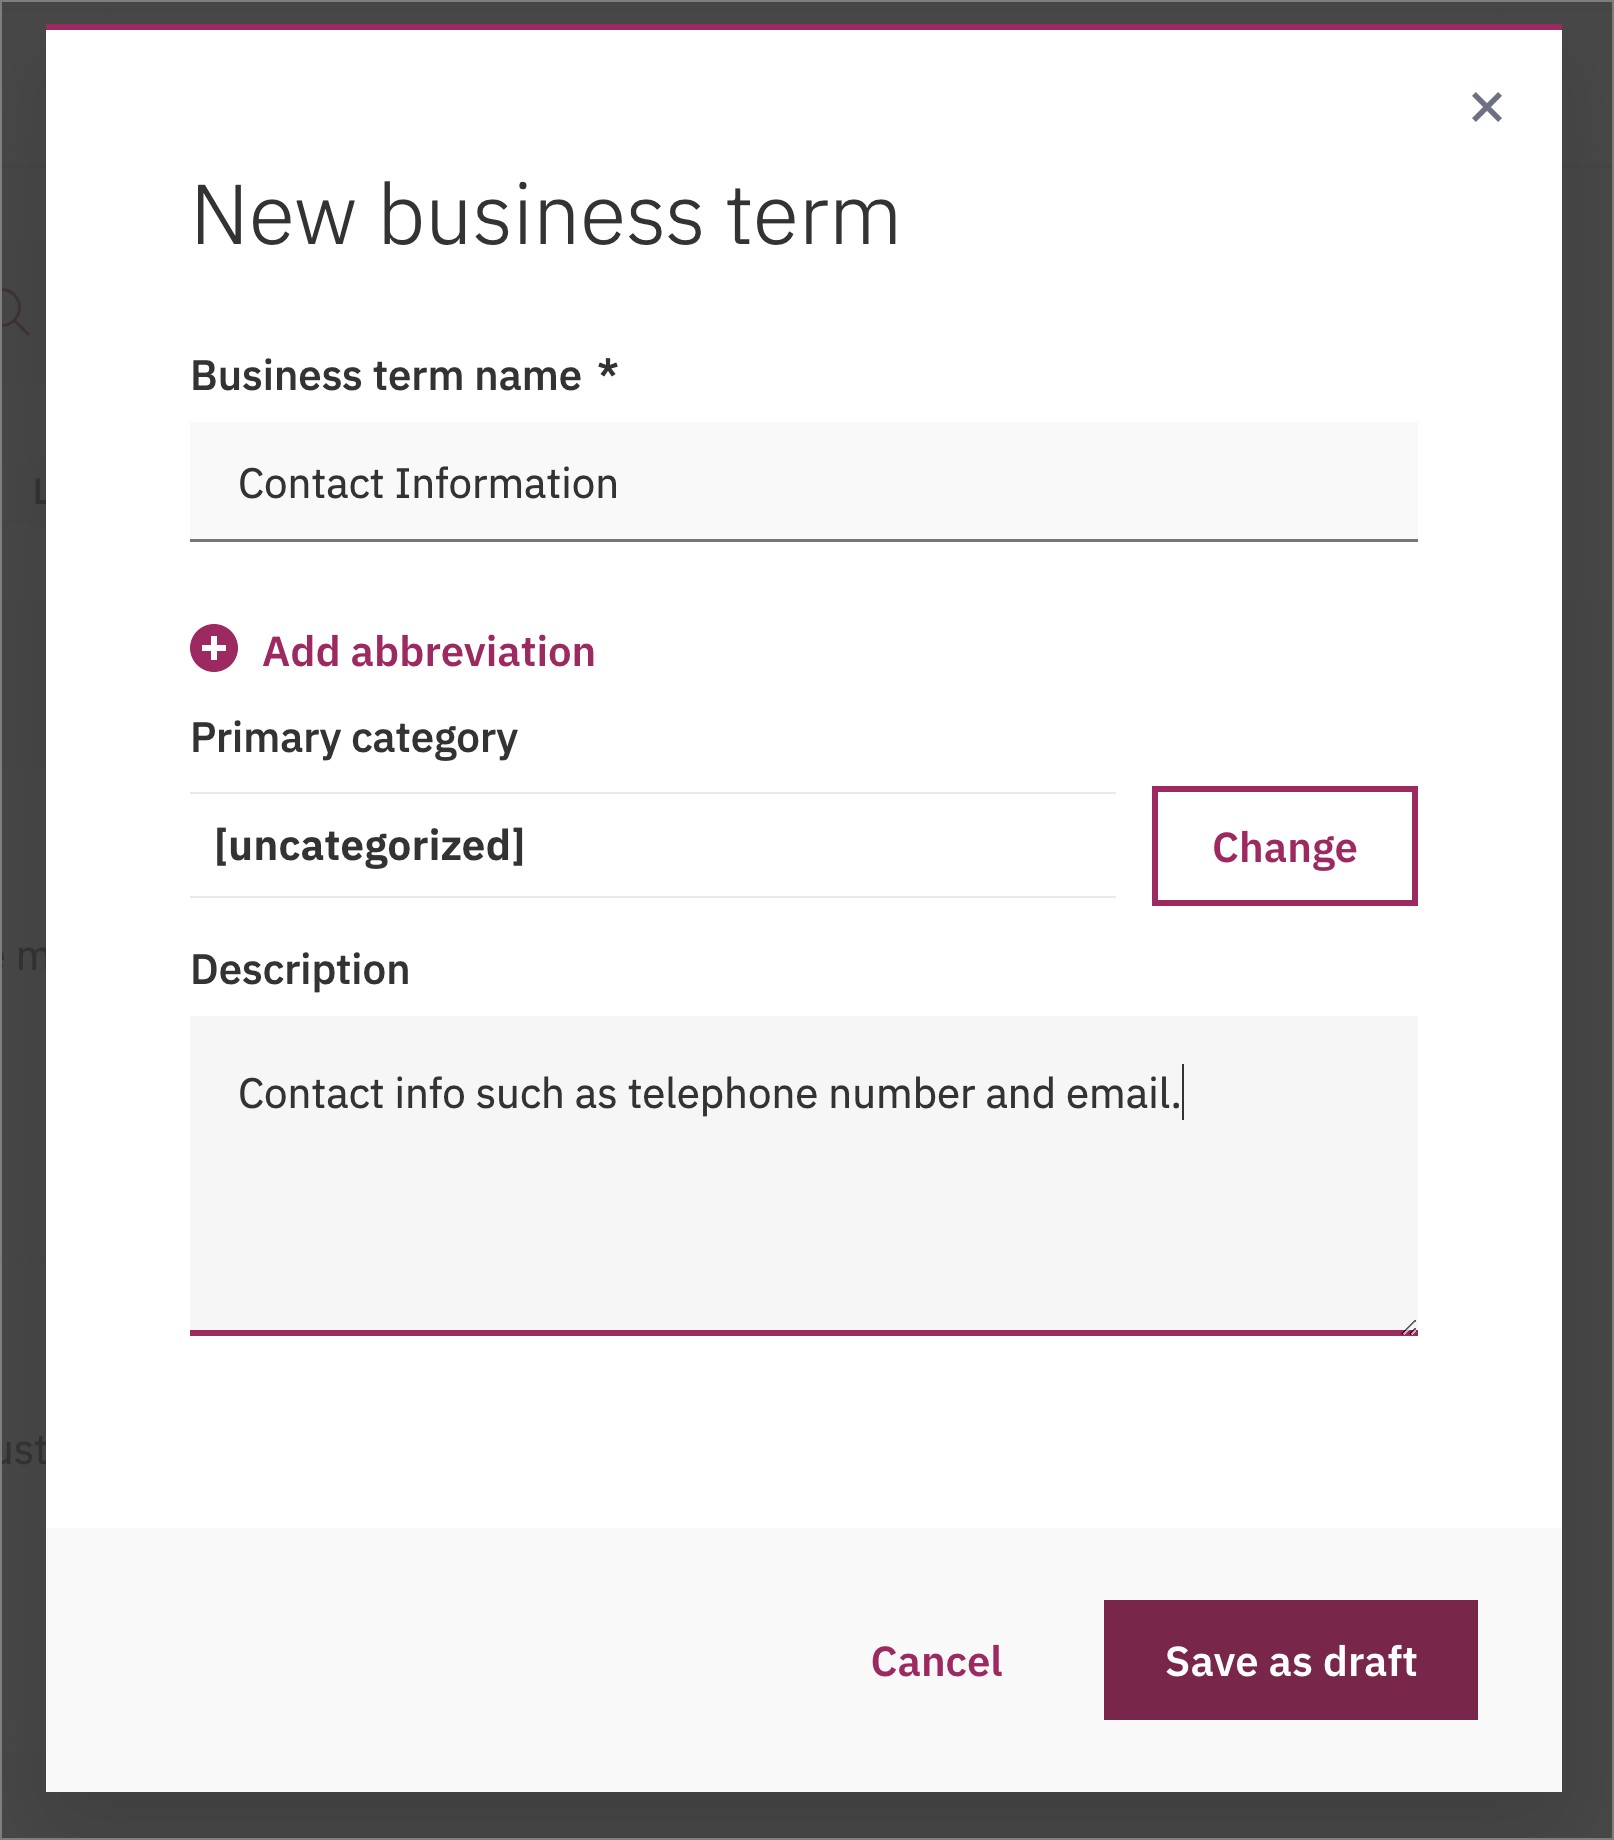 New business term
Business term name *
Contact Information
Add abbreviation
Primary category
[uncategorized]
Change
Description
Contact info such as telephone number and email.
Cancel
Save as draft